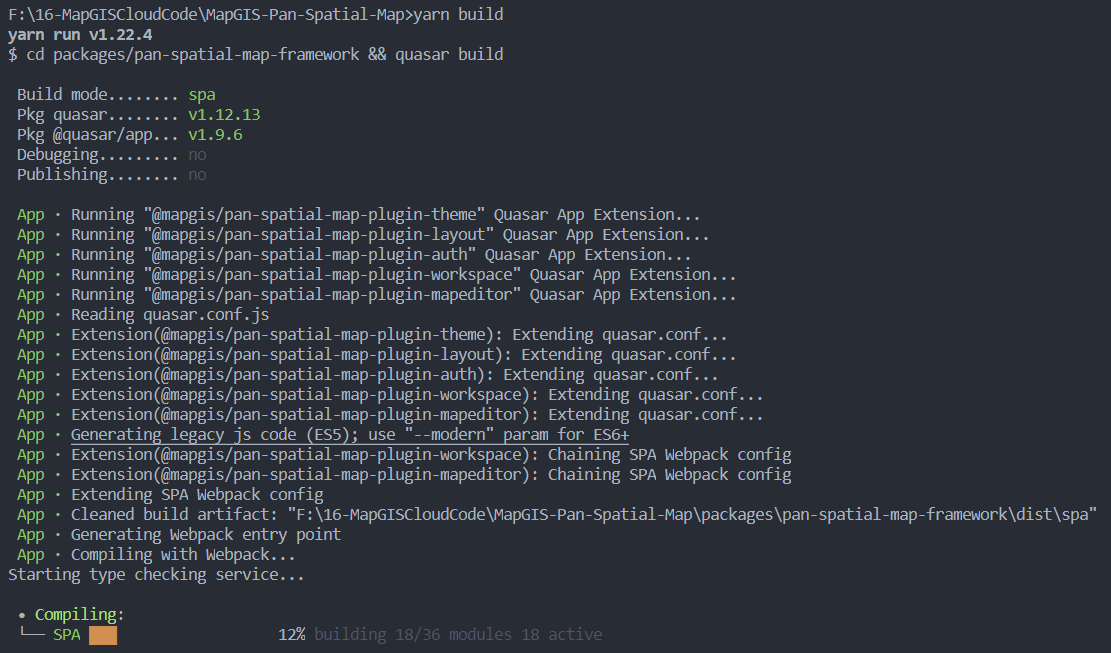 F:\16-MapGISCloudCode\MapGIS-Pan-Spatial-Map>yarn build
yarn run v1.22.4
$ cd packages/pan-spatial-map-framework && quasar build
Build mode........ spa
Pkg quasar........ v1.12.13
Pkg @quasar/app... v1.9.6
Debugging......... no
Publishing........ no
App · Running "@mapgis/pan-spatial-map-plugin-theme" Quasar App Extension...
App · Running "@mapgis/pan-spatial-map-plugin-layout" Quasar App Extension...
App · Running "@mapgis/pan-spatial-map-plugin-auth" Quasar App Extension...
App · Running "@mapgis/pan-spatial-map-plugin-workspace" Quasar App Extension...
App · Running "@mapgis/pan-spatial-map-plugin-mapeditor" Quasar App Extension...
App · Reading quasar.conf.js
App · Extension(@mapgis/pan-spatial-map-plugin-theme): Extending quasar.conf...
App · Extension(@mapgis/pan-spatial-map-plugin-layout): Extending quasar.conf...
App · Extension(@mapgis/pan-spatial-map-plugin-auth): Extending quasar.conf...
App · Extension(@mapgis/pan-spatial-map-plugin-workspace): Extending quasar.conf...
App · Extension(@mapgis/pan-spatial-map-plugin-mapeditor): Extending quasar.conf...
App · Generating legacy js code (ES5); use "--modern" param for ES6+
App · Extension(@mapgis/pan-spatial-map-plugin-workspace): Chaining SPA Webpack config
App · Extension(@mapgis/pan-spatial-map-plugin-mapeditor): Chaining SPA Webpack config
App · Extending SPA Webpack config
App · Cleaned build artifact: "F:\16-MapGISCloudCode\MapGIS-Pan-Spatial-Map\packages\pan-spatial-map-framework\dist\spa"
App · Generating Webpack entry point
App · Compiling with Webpack...
Starting type checking service...
• Compiling:
└── SPA 12% building 18/36 modules 18 active